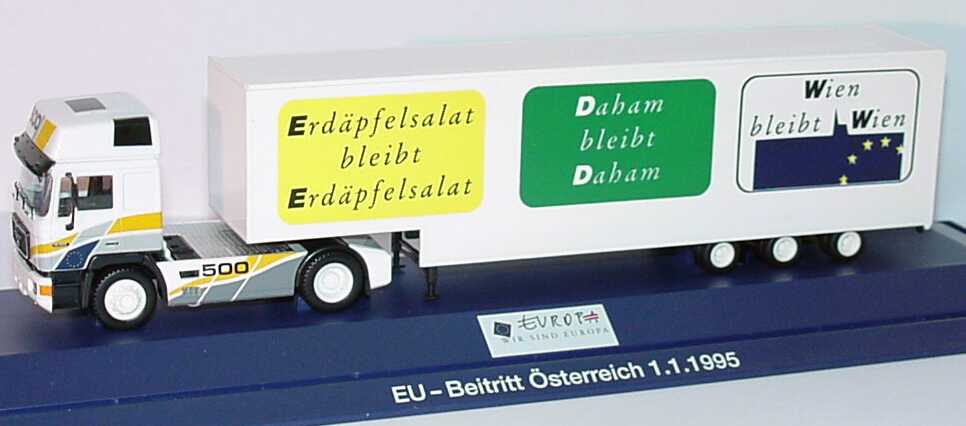 500
Erdäpfelsalat
bleibt
Erdäpfelsalat
Daham
bleibt
Daham
Wien
bleibt Wien
500
EUROPA
WIR SIND EUROPA
EU – Beitritt Österreich 1.1.1995